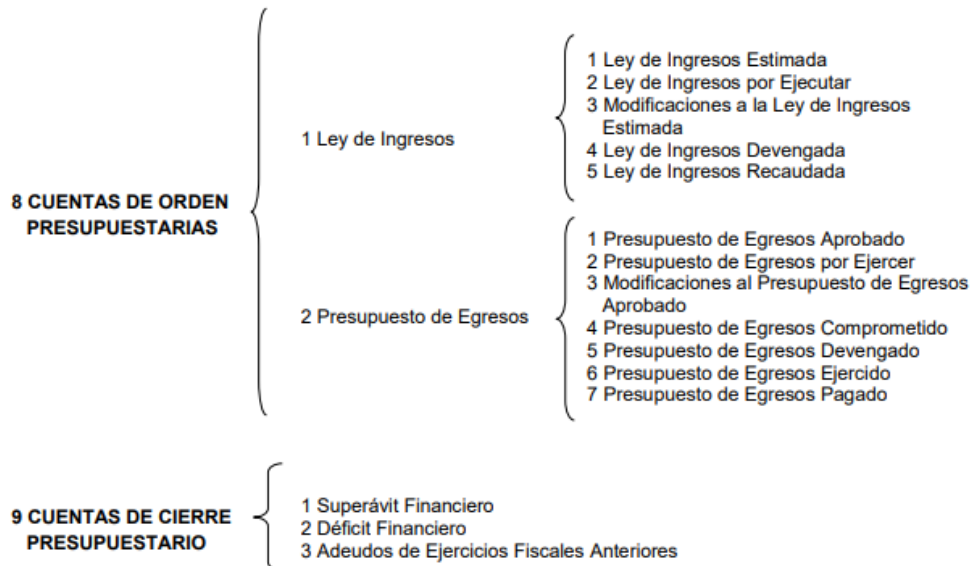 8 CUENTAS DE ORDEN
PRESUPUESTARIAS
1 Ley de Ingresos
1 Ley de Ingresos Estimada
2 Ley de Ingresos por Ejecutar
3 Modificaciones a la Ley de Ingresos
Estimada
4 Ley de Ingresos Devengada
5 Ley de Ingresos Recaudada
2 Presupuesto de Egresos
1 Presupuesto de Egresos Aprobado
2 Presupuesto de Egresos por Ejercer
3 Modificaciones al Presupuesto de Egresos
Aprobado
4 Presupuesto de Egresos Comprometido
5 Presupuesto de Egresos Devengado
6 Presupuesto de Egresos Ejercido
7 Presupuesto de Egresos Pagado
9 CUENTAS DE CIERRE
PRESUPUESTARIO
1 Superávit Financiero
2 Déficit Financiero
3 Adeudos de Ejercicios Fiscales Anteriores